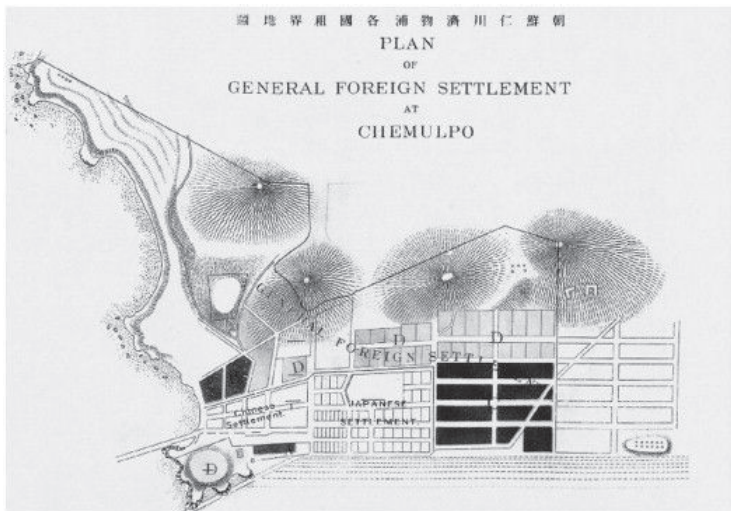 朝鮮仁川濟物浦各國租界地圖
PLAN
OF
GENERAL FOREIGN SETTLEMENT
AT
CHEMULPO
D
D
FOREIGN
D
Chinese
Settlement
JAPANESE
SETTLEMENT
D